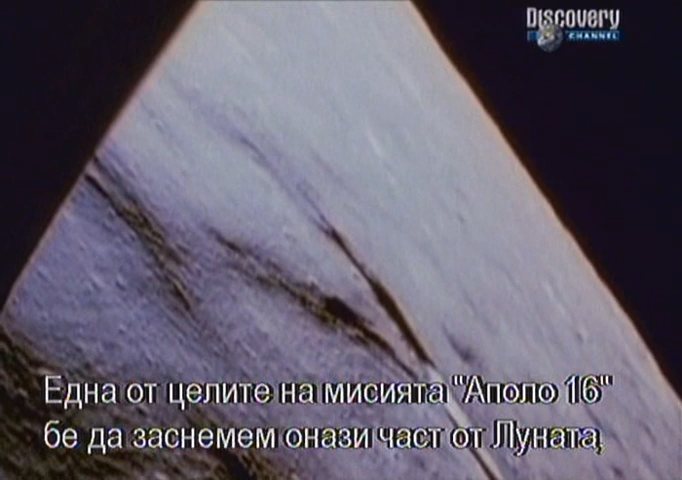 Discovery
CHANNEL
Една от целите на мисията "Аполо 16"
бе да заснемем онази част от Луната,